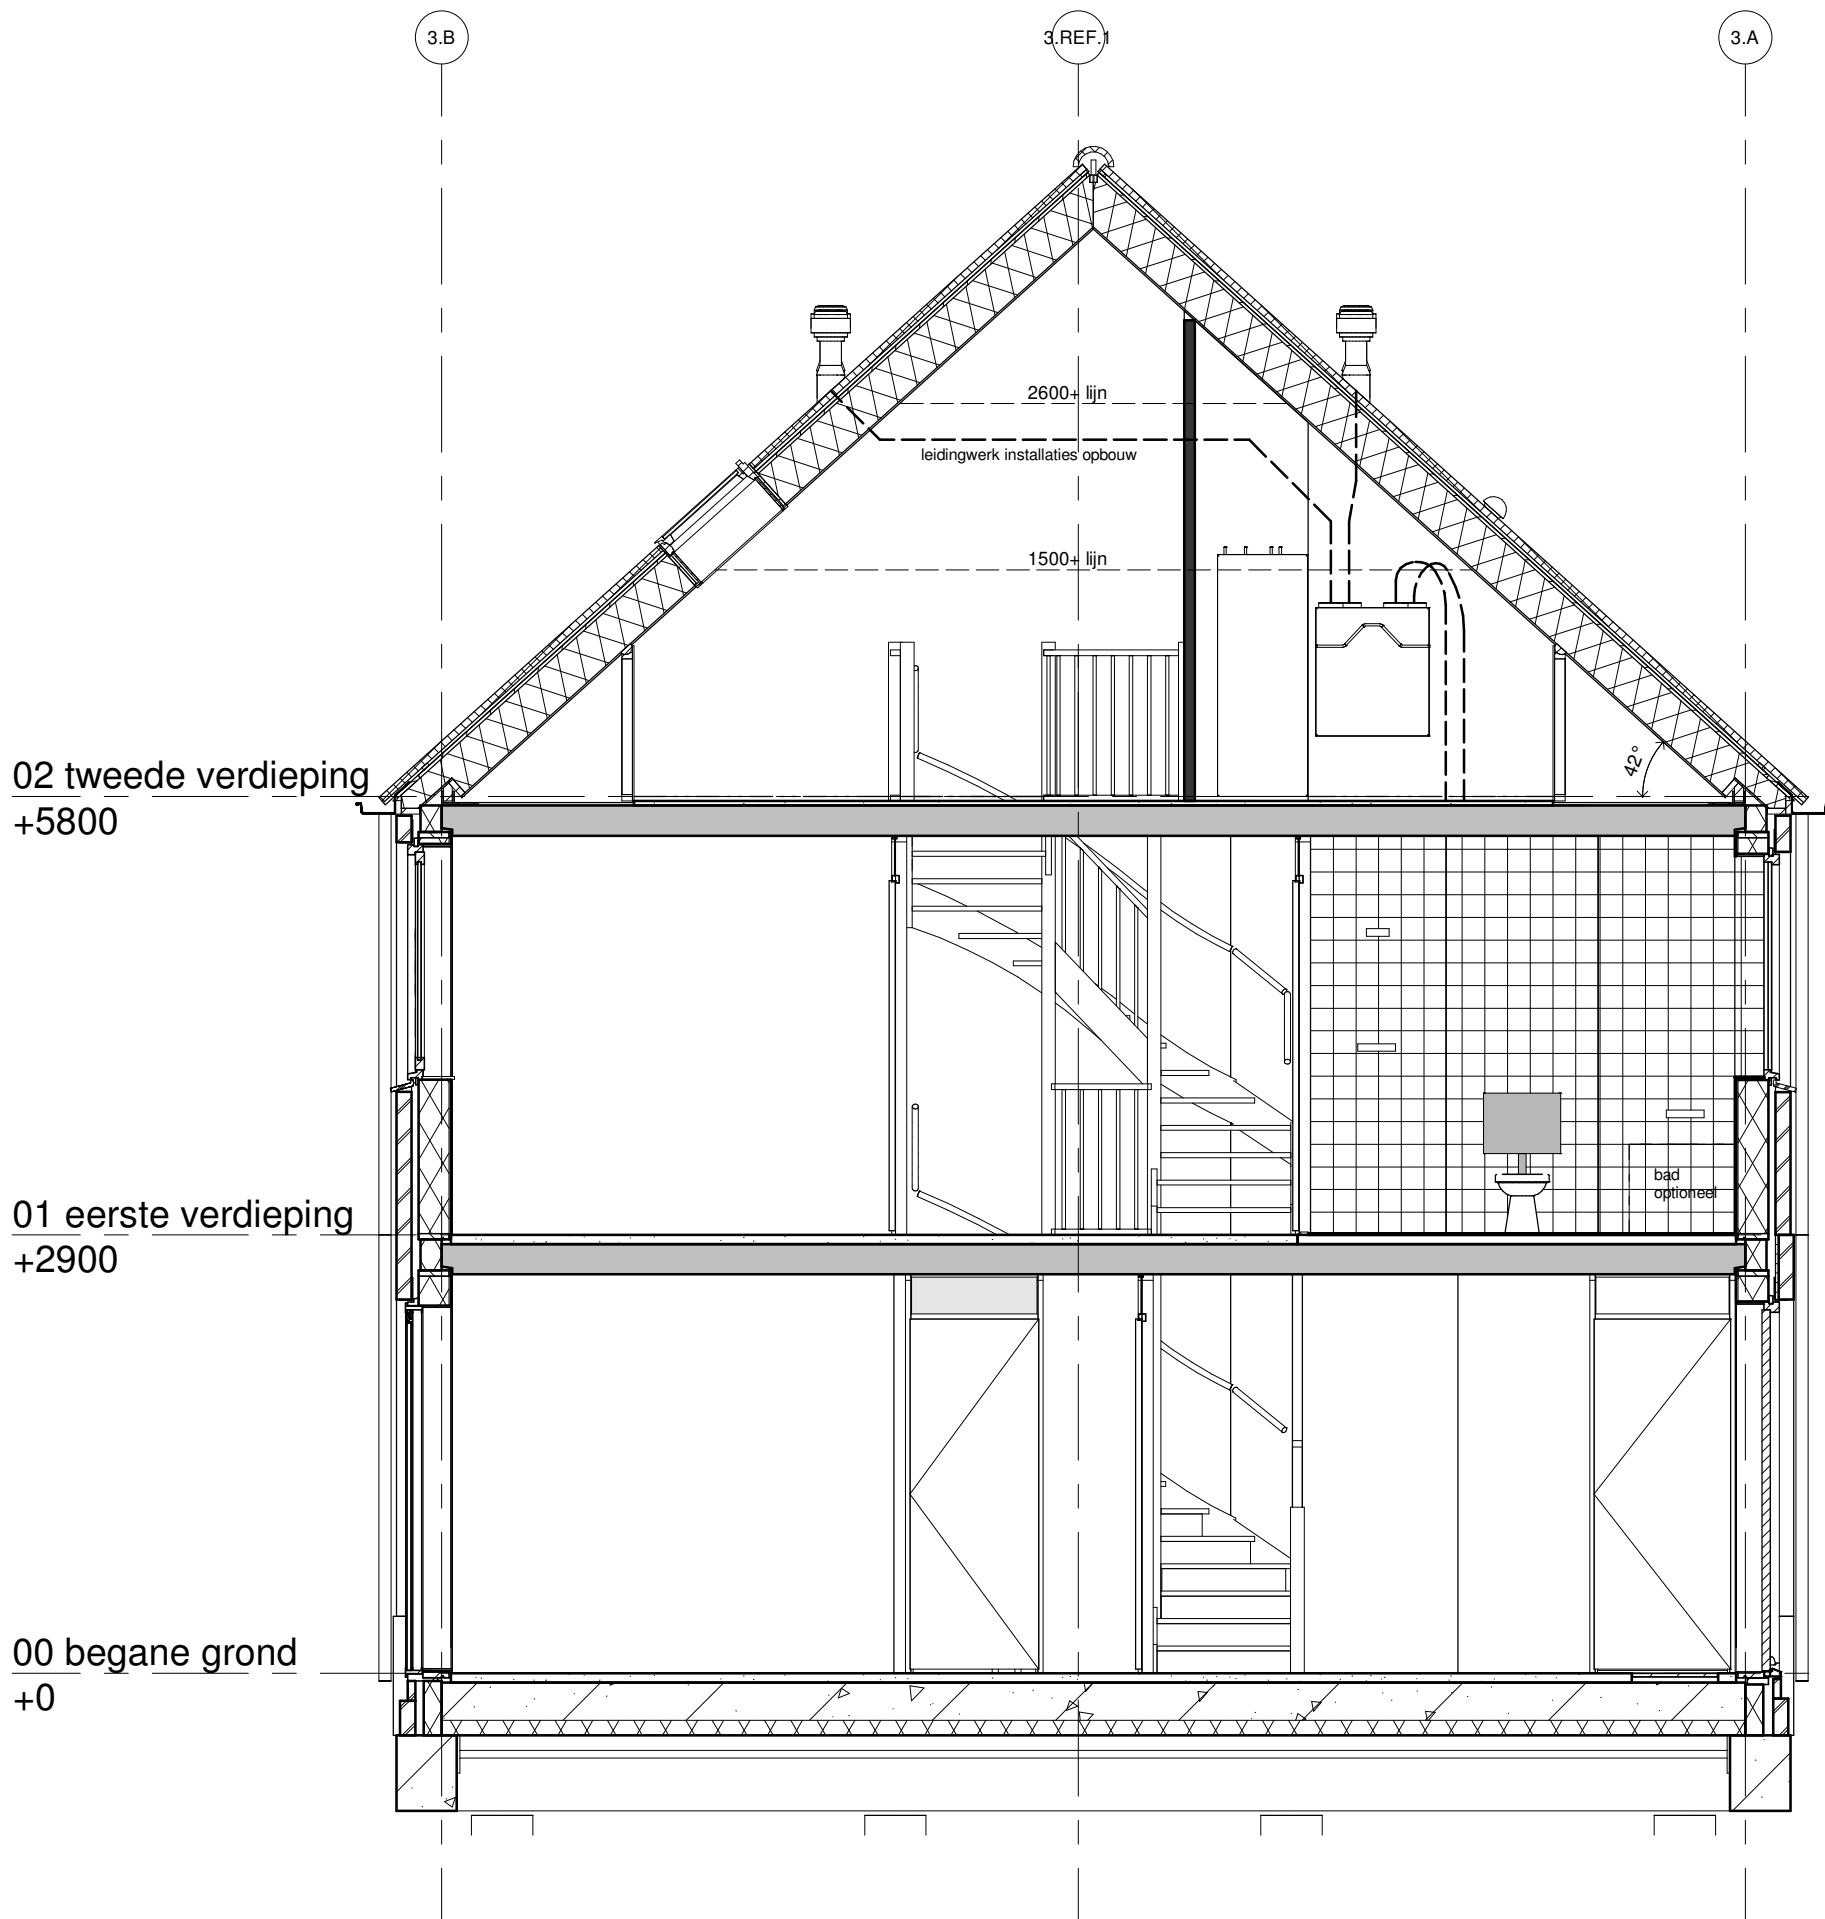 3.B
3.REF.1
3.A
2600+ lijn
leidingwerk installaties opbouw
1500+ lijn
42°
02 tweede verdieping
+5800
bad
optioneel
01 eerste verdieping
+2900
00 begane grond
+0